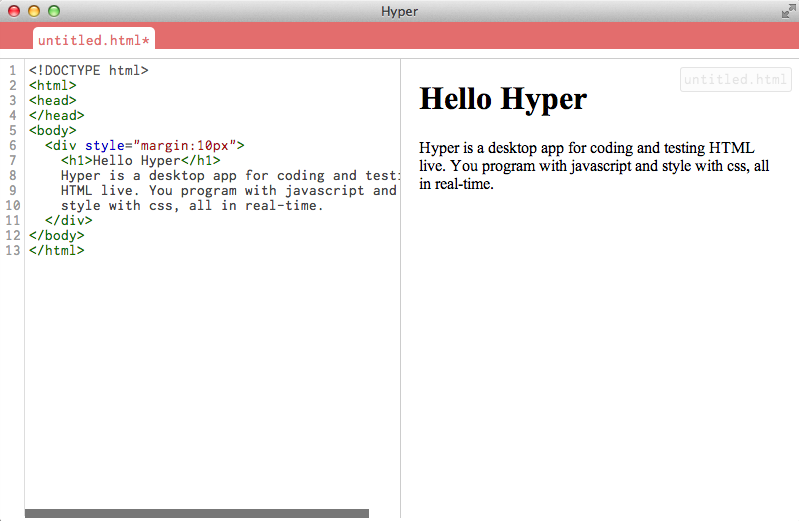 Hyper
untitled.html*
1 <!DOCTYPE html>
2 <html>
3 <head>
4 </head>
5 <body>
6   <div style="margin:10px">
7     <h1>Hello Hyper</h1>
8     Hyper is a desktop app for coding and testi
9     HTML live. You program with javascript and
10     style with css, all in real-time.
11   </div>
12 </body>
13 </html>
untitled.html
Hello Hyper
Hyper is a desktop app for coding and testing HTML
live. You program with javascript and style with css, all
in real-time.